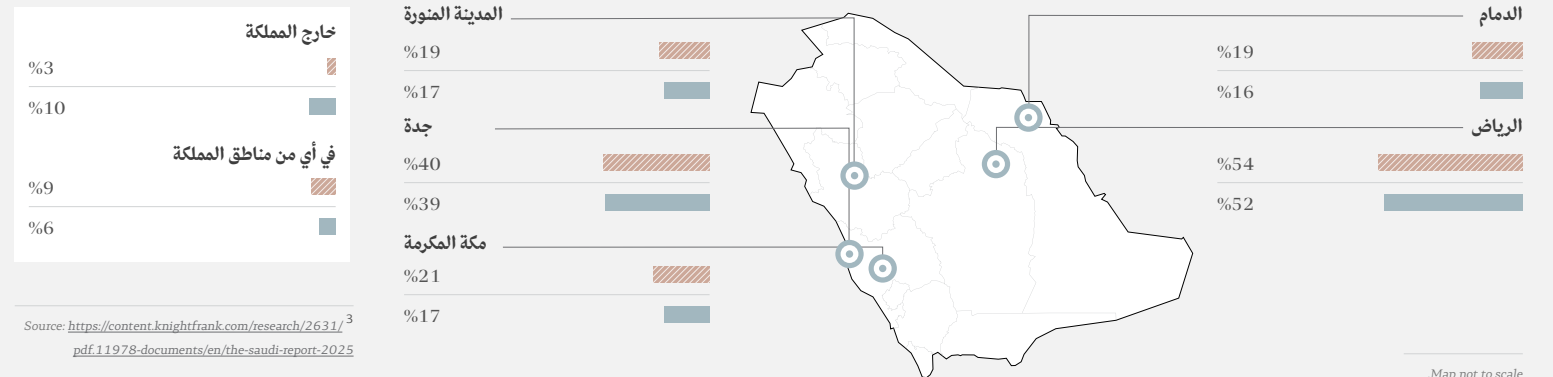 الدمام
%19
%16
الرياض
%54
%52
المدينة المنورة
%19
%17
جدة
%40
%39
مكة المكرمة
%21
%17
خارج المملكة
%3
%10
في أي من مناطق المملكة
%9
%6
Source: https://content.knightfrank.com/research/2631/ 3
pdf.11978-documents/en/the-saudi-report-2025
Map not to scale